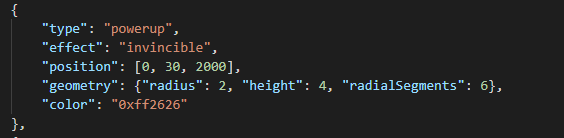 {
"type": "powerup",
"effect": "invincible",
"position": [0, 30, 2000],
"geometry": {"radius": 2, "height": 4, "radialSegments": 6},
"color": "0xff2626"
},